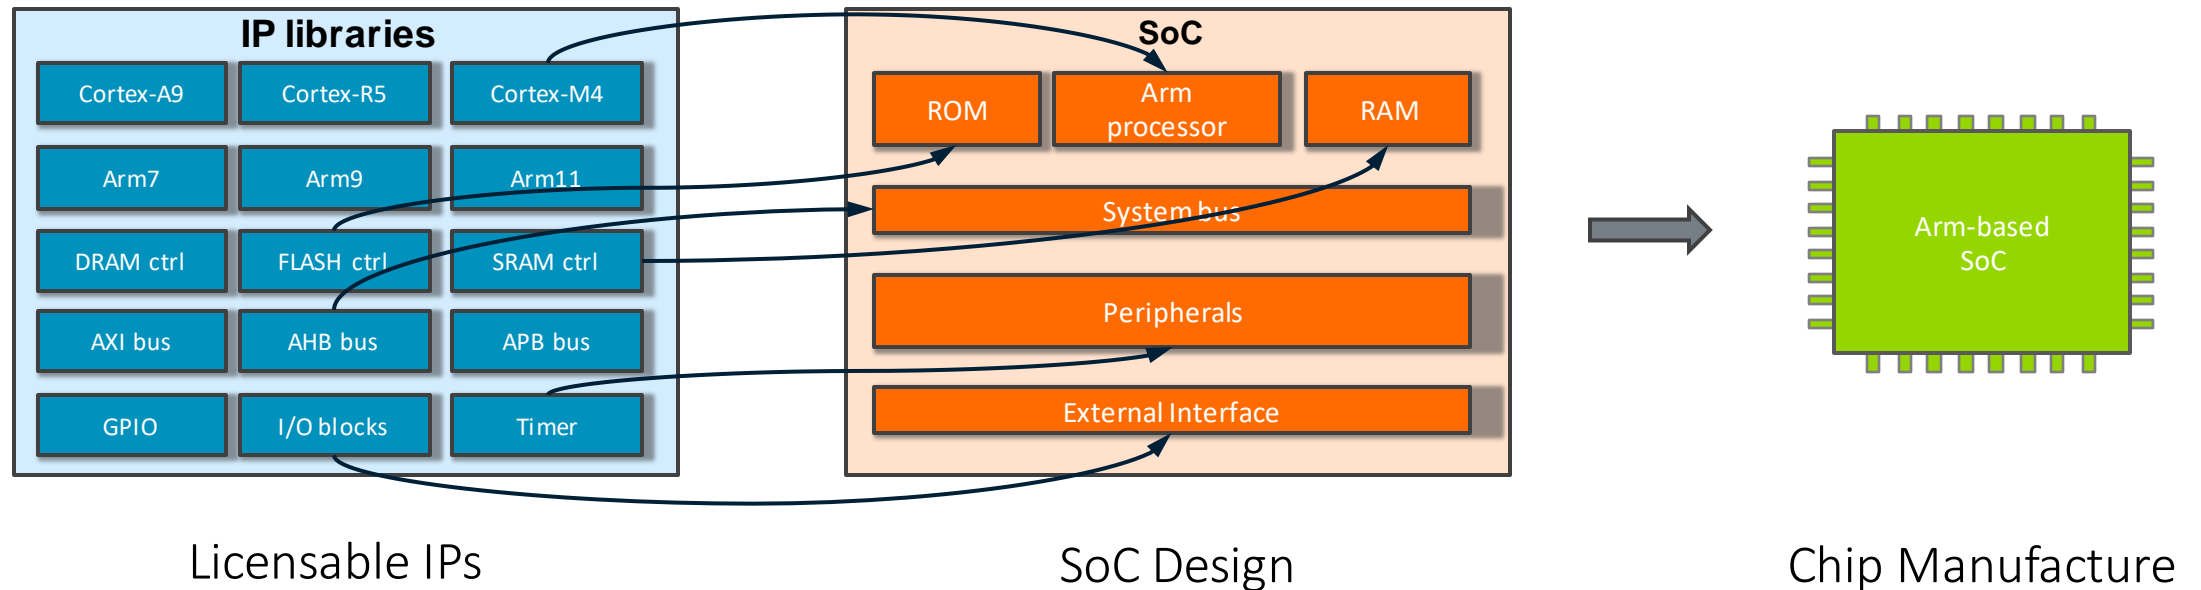 IP libraries
Cortex-A9
Cortex-R5
Cortex-M4
Arm7
Arm9
Arm11
DRAM ctrl
FLASH ctrl
SRAM ctrl
AXI bus
AHB bus
APB bus
GPIO
I/O blocks
Timer
Licensable IPs
SoC
ROM
Arm
processor
RAM
System bus
Peripherals
External Interface
SoC Design
Arm-based
SoC
Chip Manufacture